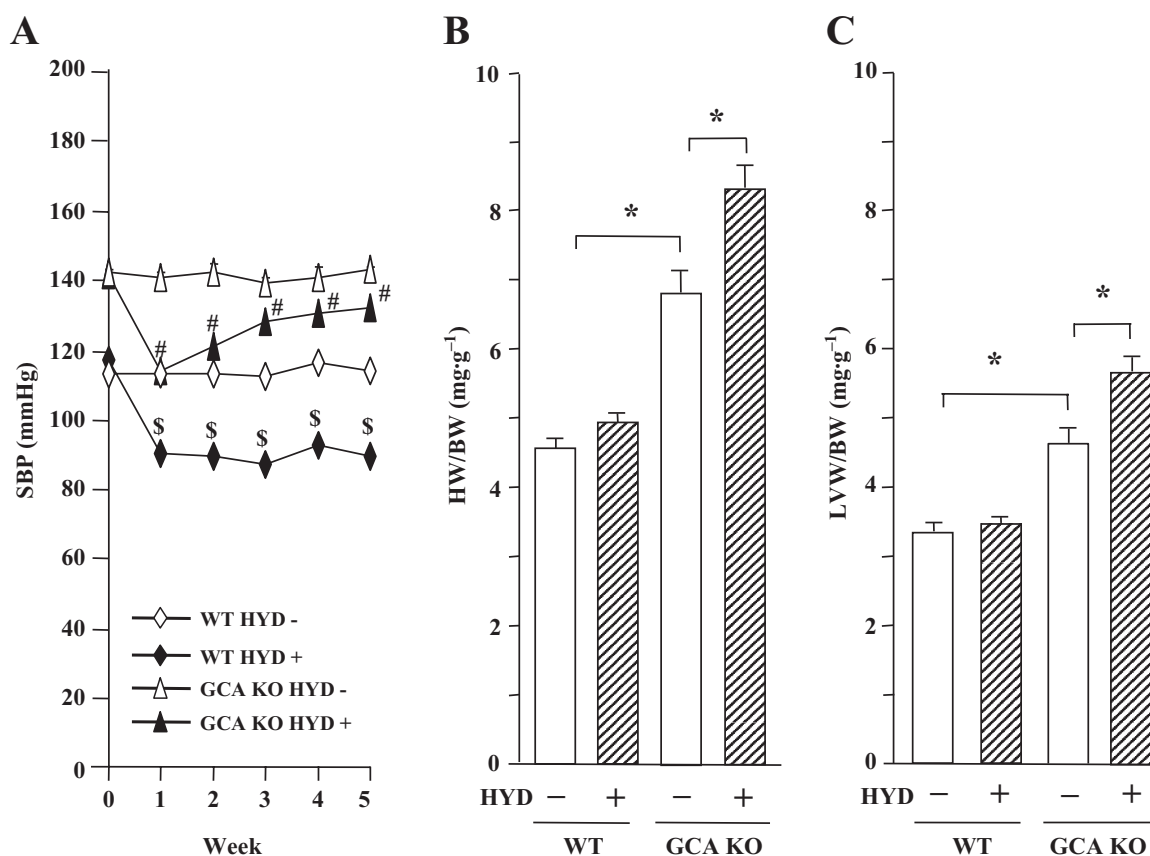 A
SBP (mmHg)
200
180
160
140
120
100
80
60
40
20
0
# # # # #
$ $ $ $ $
WT HYD -
WT HYD +
GCA KO HYD -
GCA KO HYD +
0 1 2 3 4 5
Week
B
HW/BW (mg·g⁻¹)
10
8
6
4
2
0
*
*
HYD − + − +
WT GCA KO
C
LVW/BW (mg·g⁻¹)
10
8
6
4
2
0
*
*
HYD − + − +
WT GCA KO